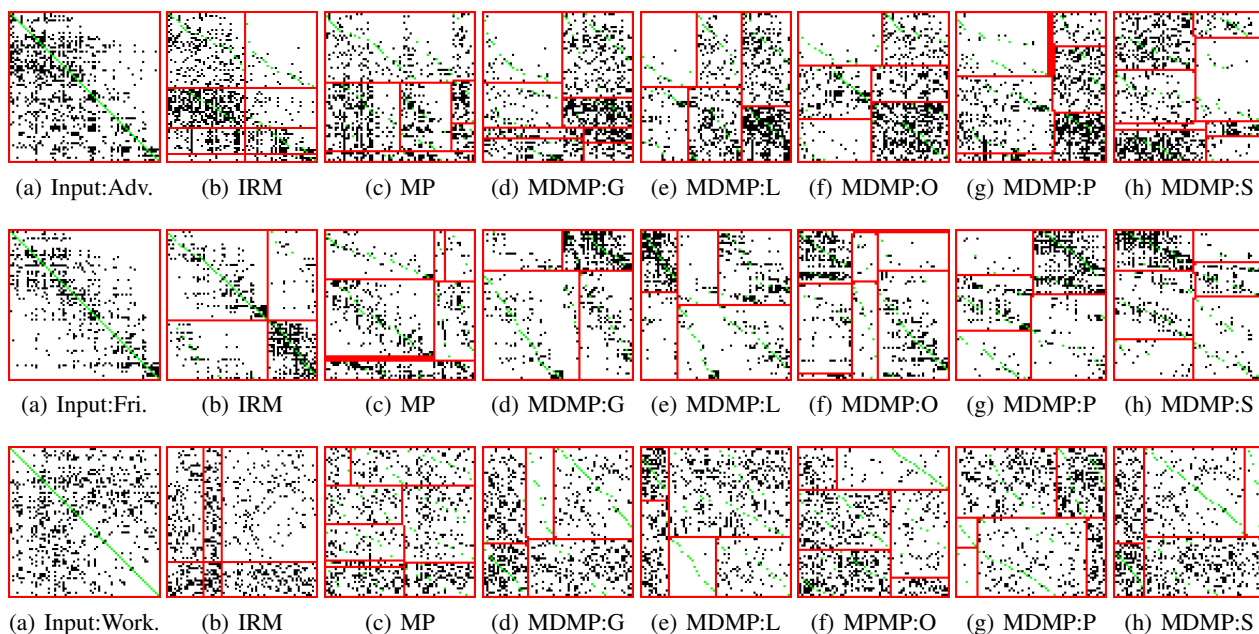 (a) Input:Adv. (b) IRM (c) MP (d) MDMP:G (e) MDMP:L (f) MDMP:O (g) MDMP:P (h) MDMP:S
(a) Input:Fri. (b) IRM (c) MP (d) MDMP:G (e) MDMP:L (f) MDMP:O (g) MDMP:P (h) MDMP:S
(a) Input:Work. (b) IRM (c) MP (d) MDMP:G (e) MDMP:L (f) MPMP:O (g) MDMP:P (h) MDMP:S